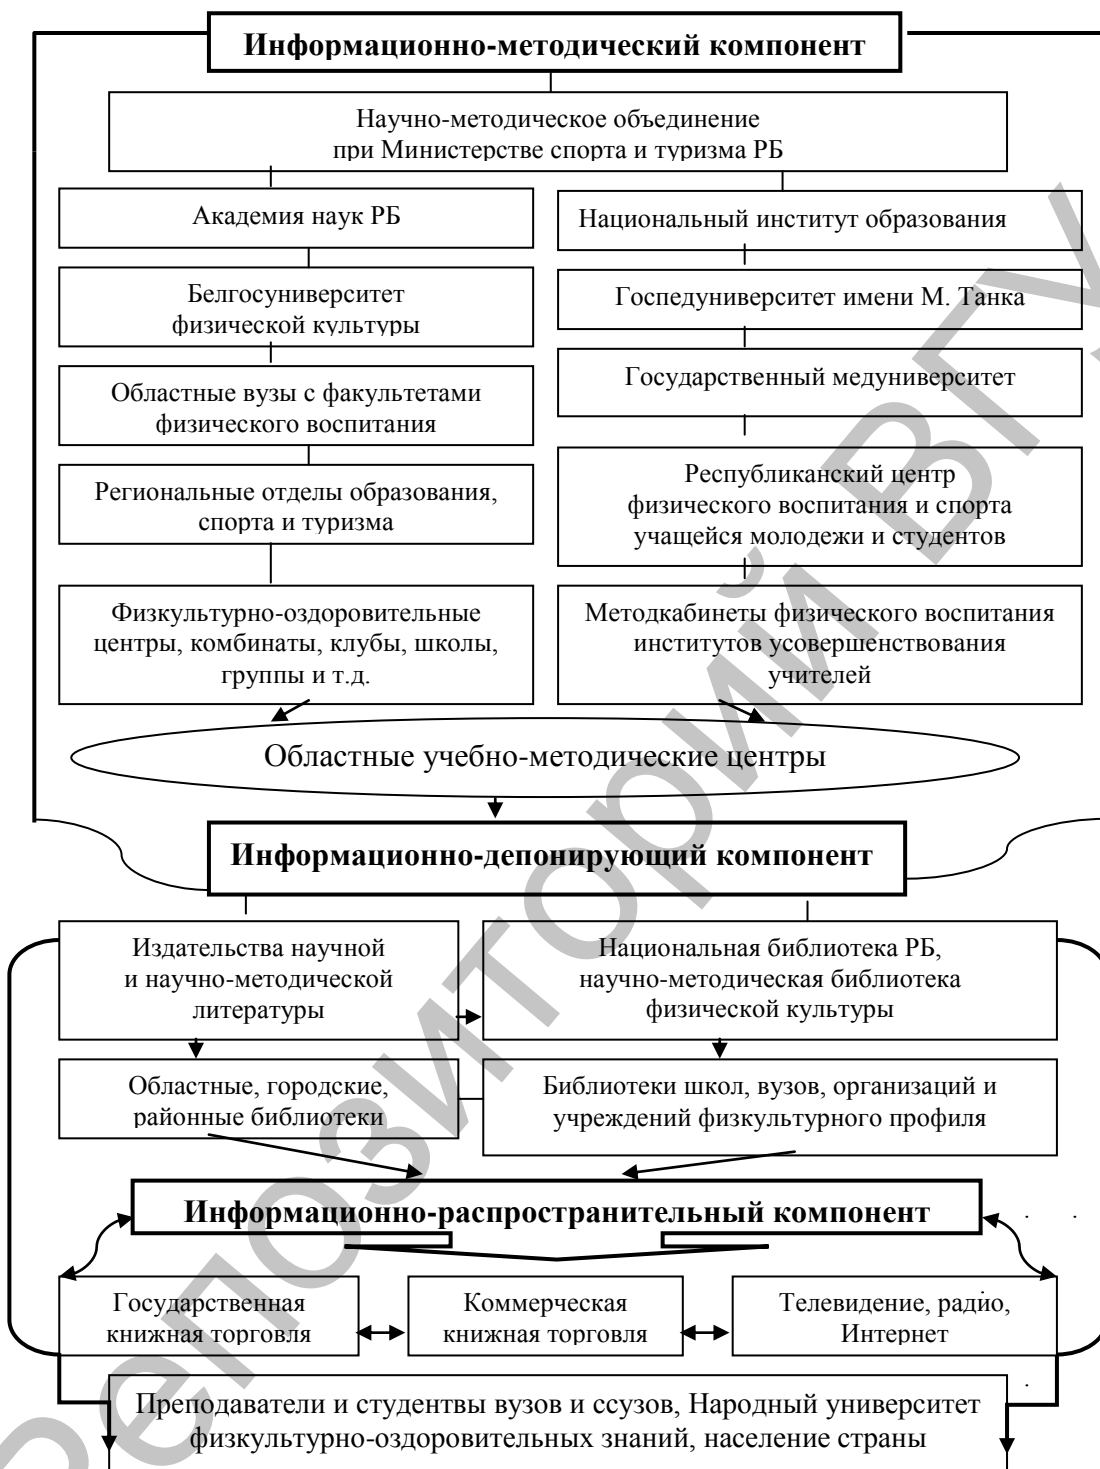 Информационно-методический компонент
Научно-методическое объединение
при Министерстве спорта и туризма РБ
Академия наук РБ
Национальный институт образования
Белгосуниверситет
физической культуры
Госпедуниверситет имени М. Танка
Областные вузы с факультетами
физического воспитания
Государственный медуниверситет
Региональные отделы образования,
спорта и туризма
Республиканский центр
физического воспитания и спорта
учащейся молодежи и студентов
Физкультурно-оздоровительные
центры, комбинаты, клубы, школы,
группы и т.д.
Методкабинеты физического воспитания
институтов усовершенствования
учителей
Областные учебно-методические центры
Информационно-депонирующий компонент
Издательства научной
и научно-методической
литературы
Национальная библиотека РБ,
научно-методическая библиотека
физической культуры
Областные, городские,
районные библиотеки
Библиотеки школ, вузов, организаций и
учреждений физкультурного профиля
Информационно-распространительный компонент
Государственная
книжная торговля
Коммерческая
книжная торговля
Телевидение, радио,
Интернет
Преподаватели и студентвы вузов и ссузов, Народный университет
физкультурно-оздоровительных знаний, население страны
Репозиторий ВГУ